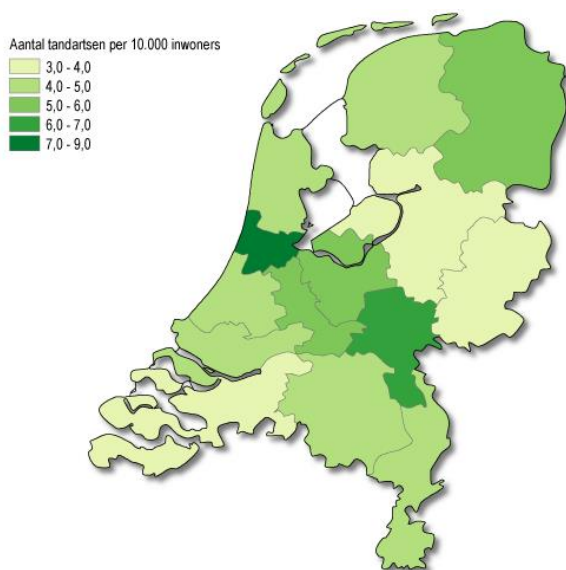 Aantal tandartsen per 10.000 inwoners
3,0 - 4,0
4,0 - 5,0
5,0 - 6,0
6,0 - 7,0
7,0 - 9,0